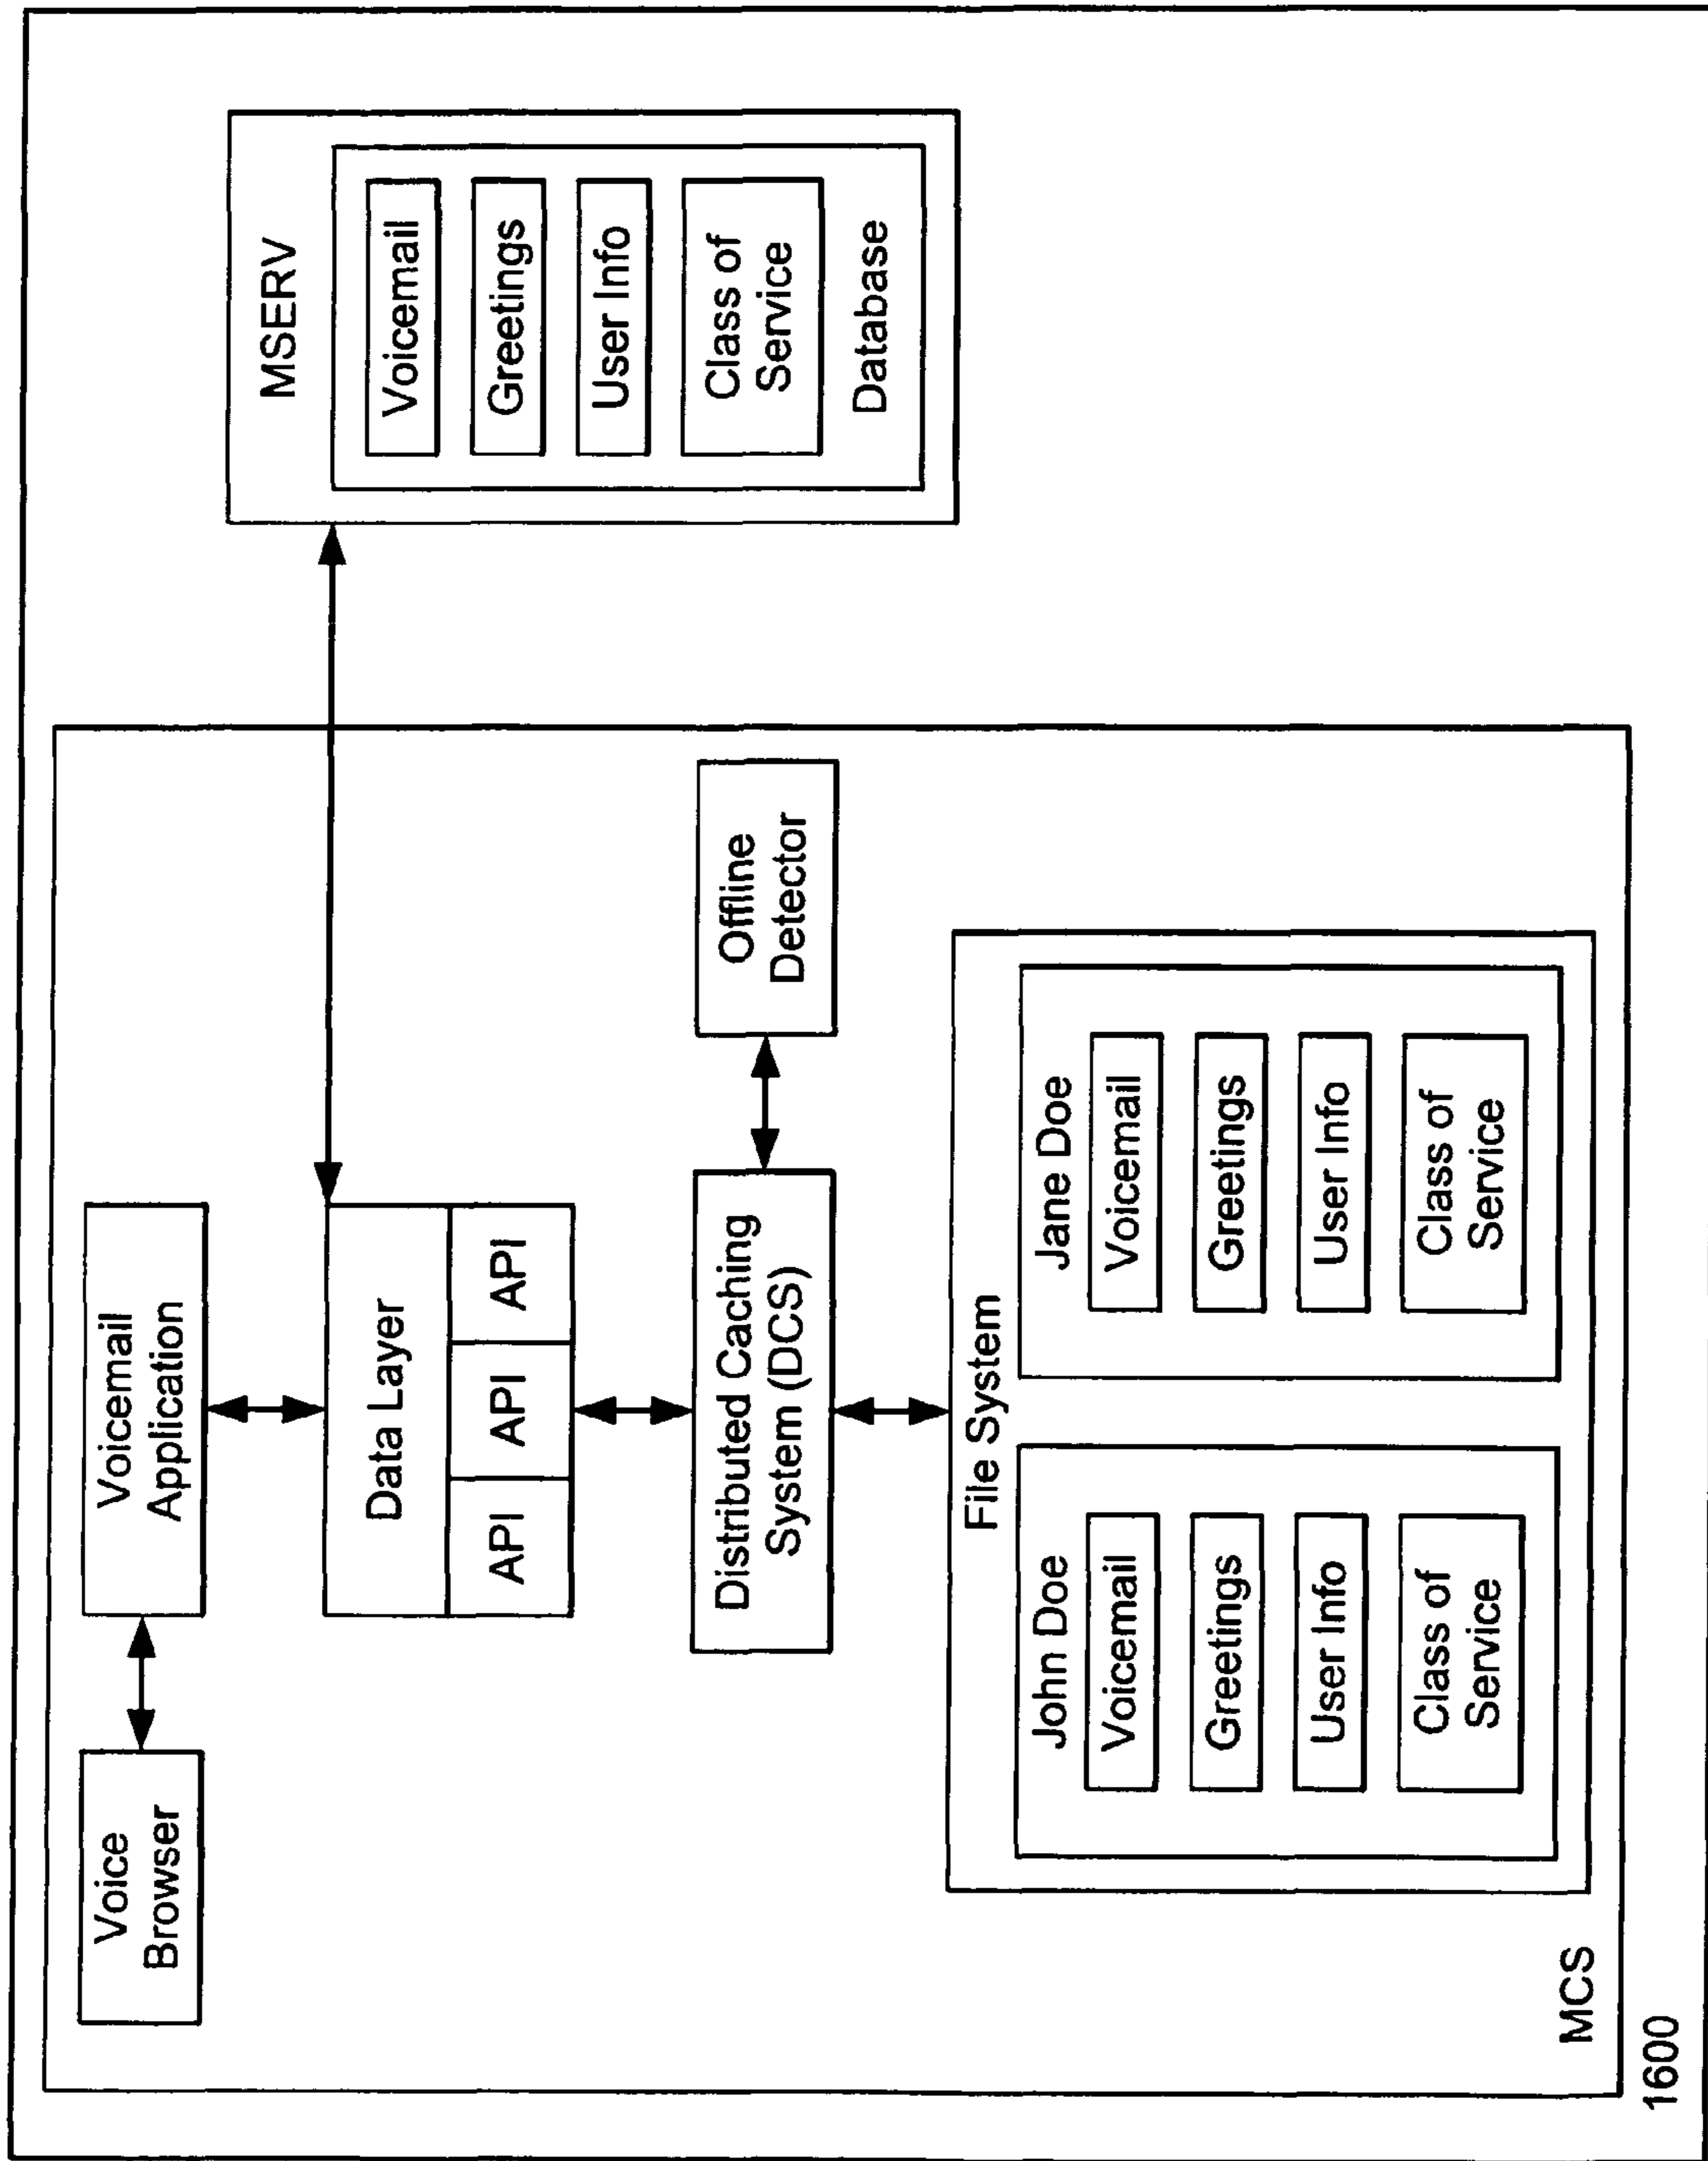 Voice
Browser
Voicemail
Application
Data Layer
API
API
API
Distributed Caching
System (DCS)
Offline
Detector
File System
John Doe
Voicemail
Greetings
User Info
Class of
Service
Jane Doe
Voicemail
Greetings
User Info
Class of
Service
MCS
MSERV
Voicemail
Greetings
User Info
Class of
Service
Database
1600